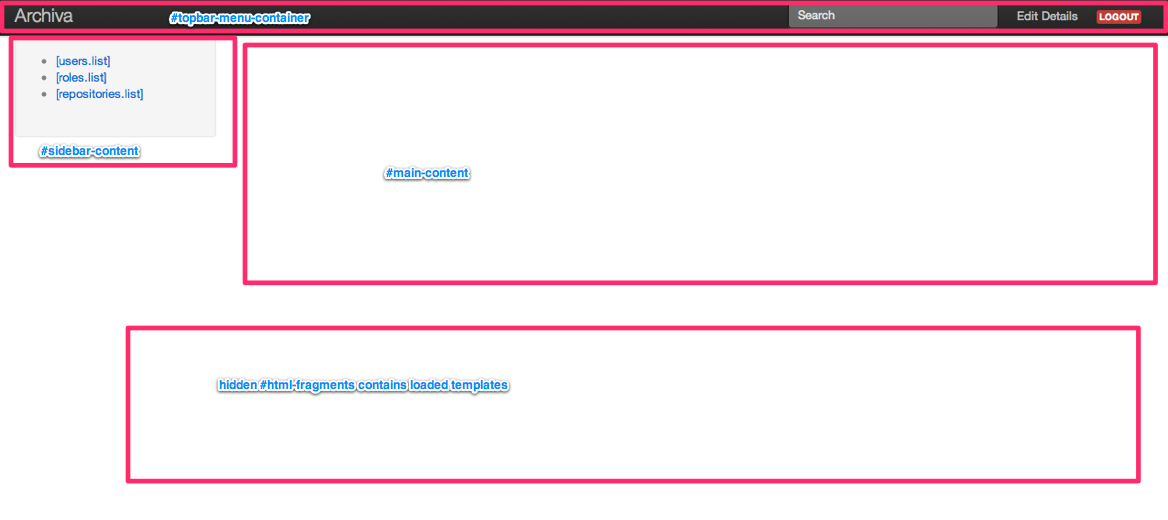 Archiva
#topbar-menu-container
Search
Edit Details
LOGOUT
[users.list]
[roles.list]
[repositories.list]
#sidebar-content
#main-content
hidden #html-fragments contains loaded templates